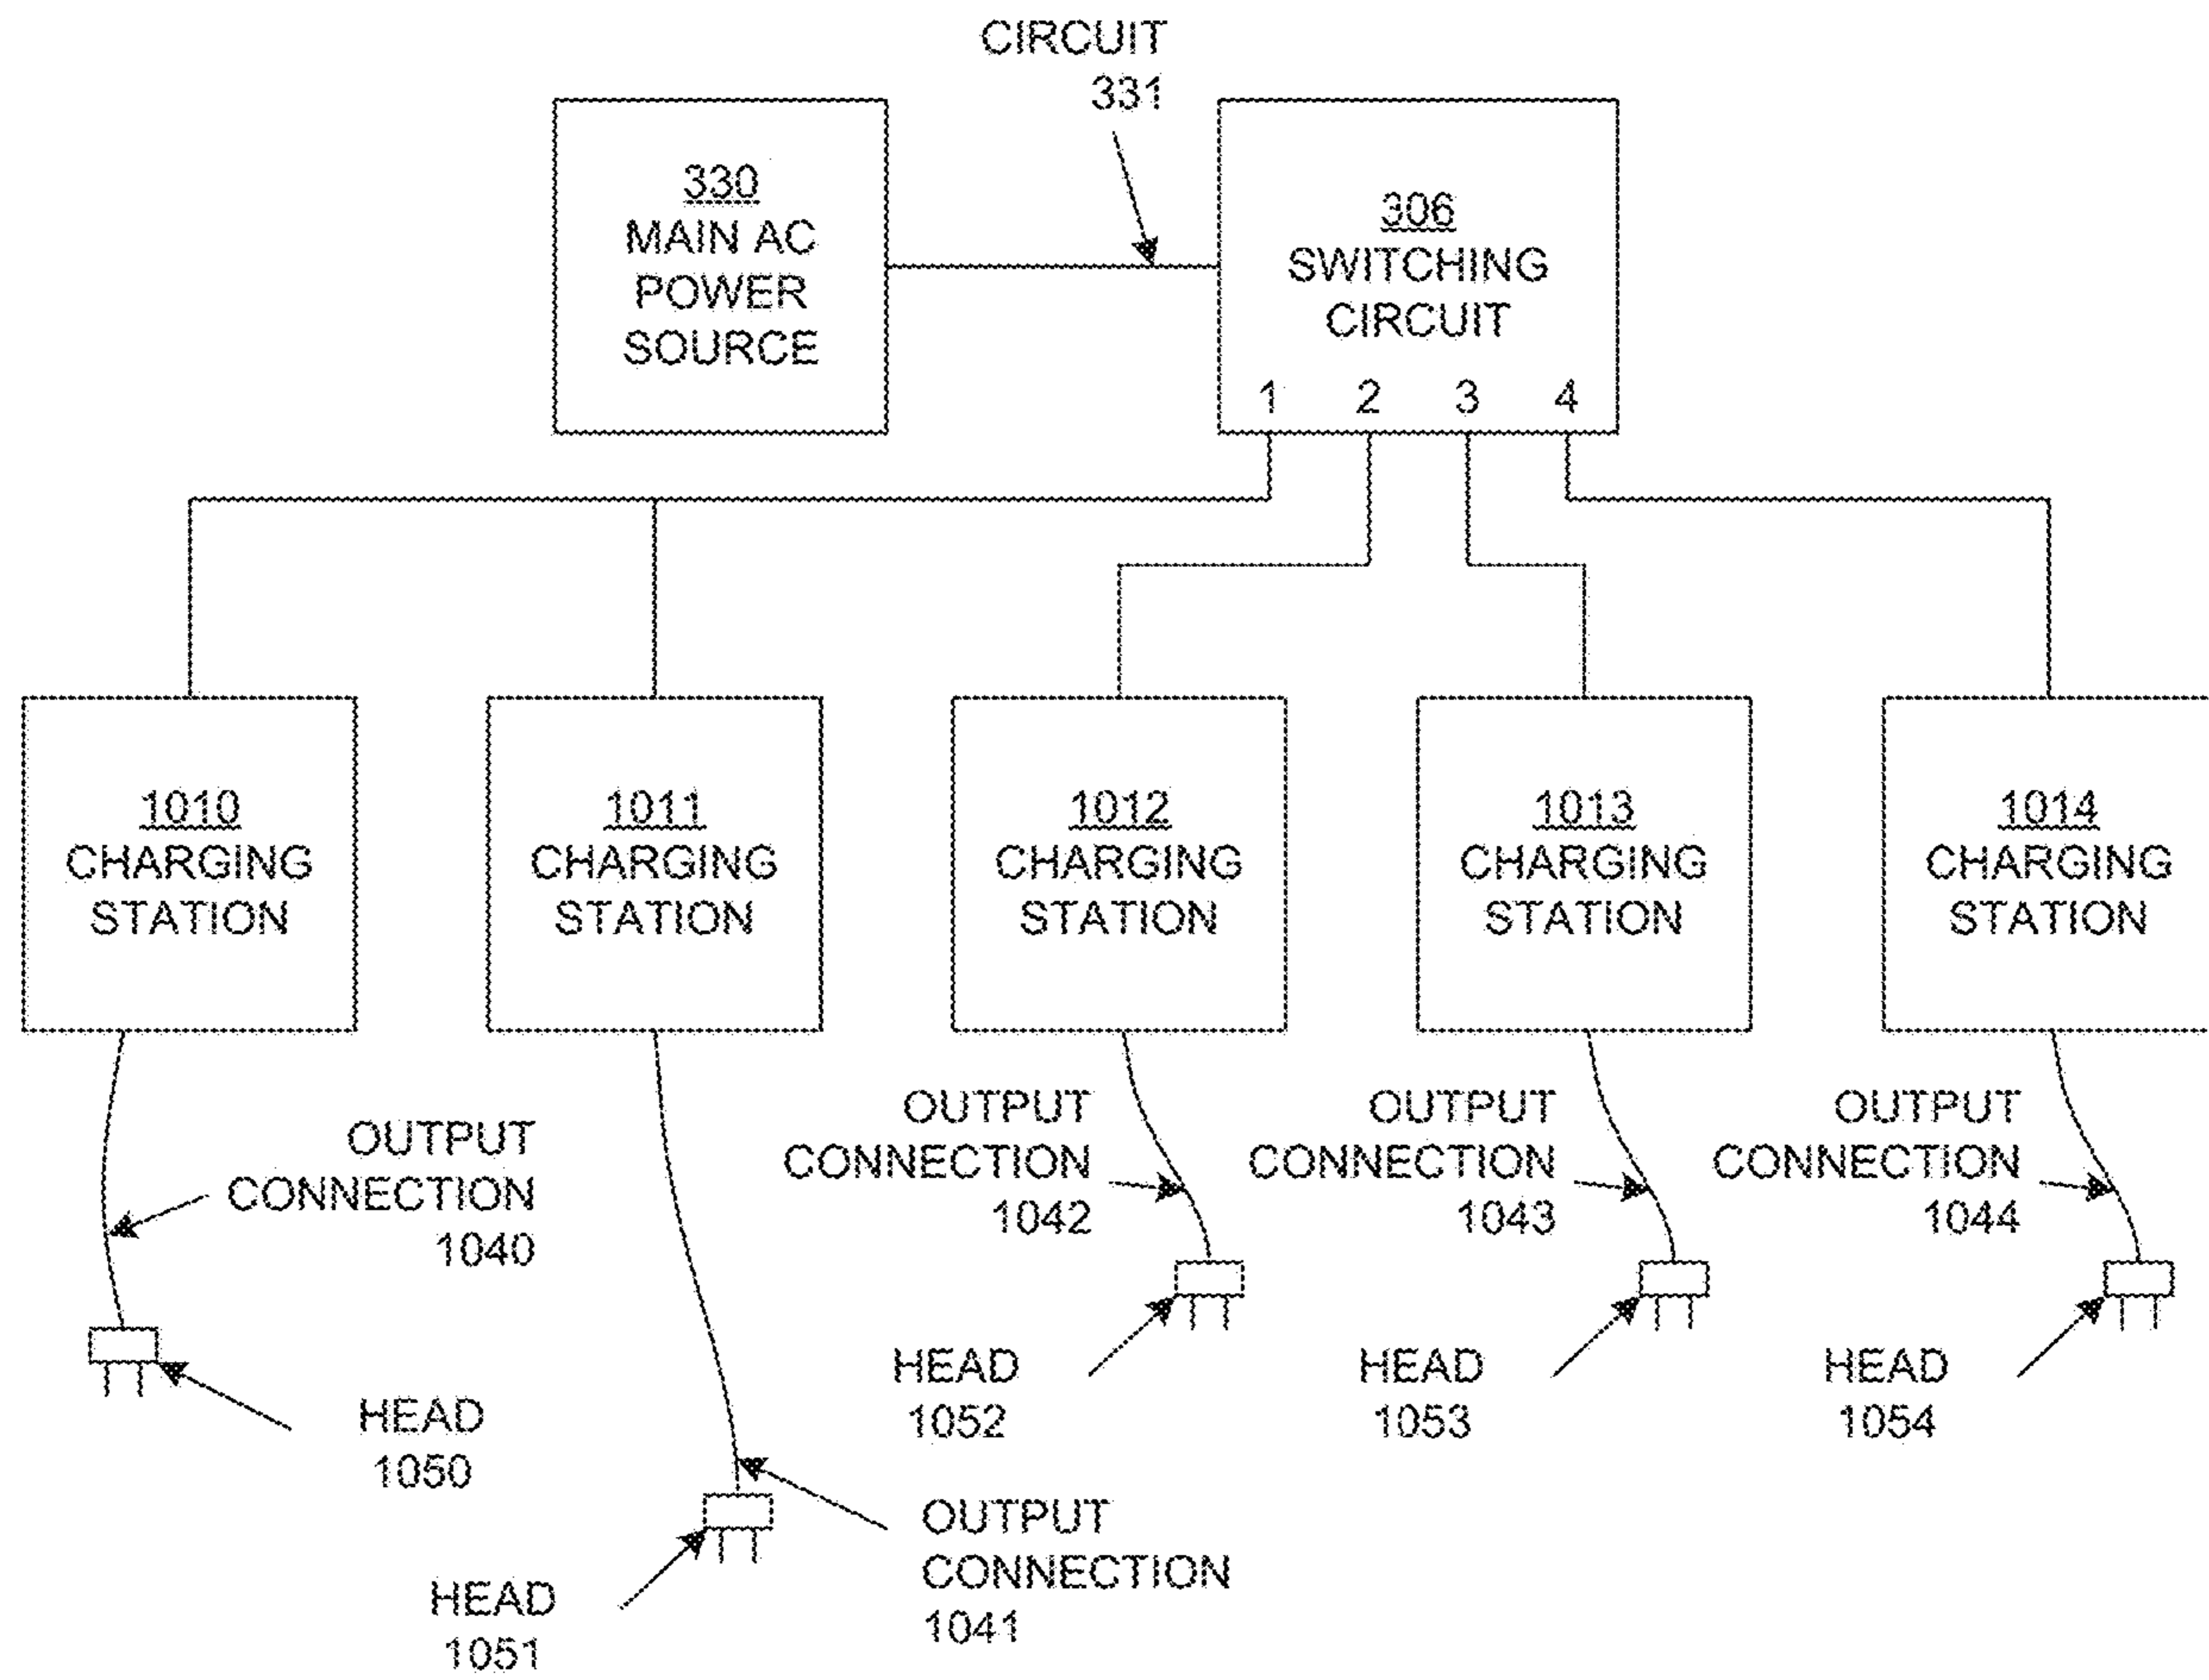 CIRCUIT
331
330
MAIN AC
POWER
SOURCE
306
SWITCHING
CIRCUIT
1 2 3 4
1010
CHARGING
STATION
1011
CHARGING
STATION
1012
CHARGING
STATION
1013
CHARGING
STATION
1014
CHARGING
STATION
OUTPUT
CONNECTION
1040
OUTPUT
CONNECTION
1042
OUTPUT
CONNECTION
1043
OUTPUT
CONNECTION
1044
HEAD
1050
HEAD
1052
HEAD
1053
HEAD
1054
HEAD
1051
OUTPUT
CONNECTION
1041